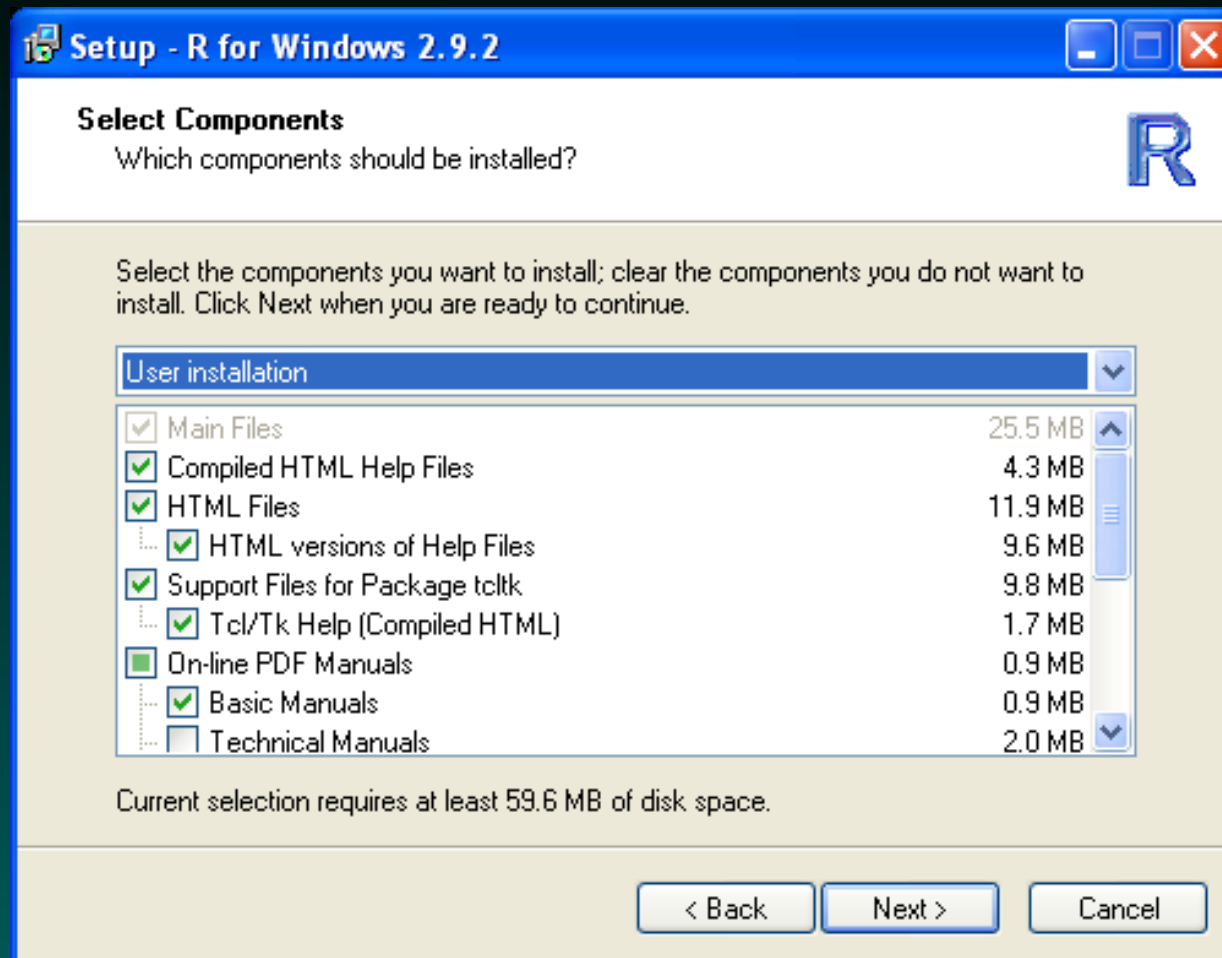 Setup - R for Windows 2.9.2
Select Components
Which components should be installed?
R
Select the components you want to install; clear the components you do not want to
install. Click Next when you are ready to continue.
User installation
Main Files 25.5 MB
Compiled HTML Help Files 4.3 MB
HTML Files 11.9 MB
HTML versions of Help Files 9.6 MB
Support Files for Package tcltk 9.8 MB
Tcl/Tk Help (Compiled HTML) 1.7 MB
On-line PDF Manuals 0.9 MB
Basic Manuals 0.9 MB
Technical Manuals 2.0 MB
Current selection requires at least 59.6 MB of disk space.
< Back Next > Cancel